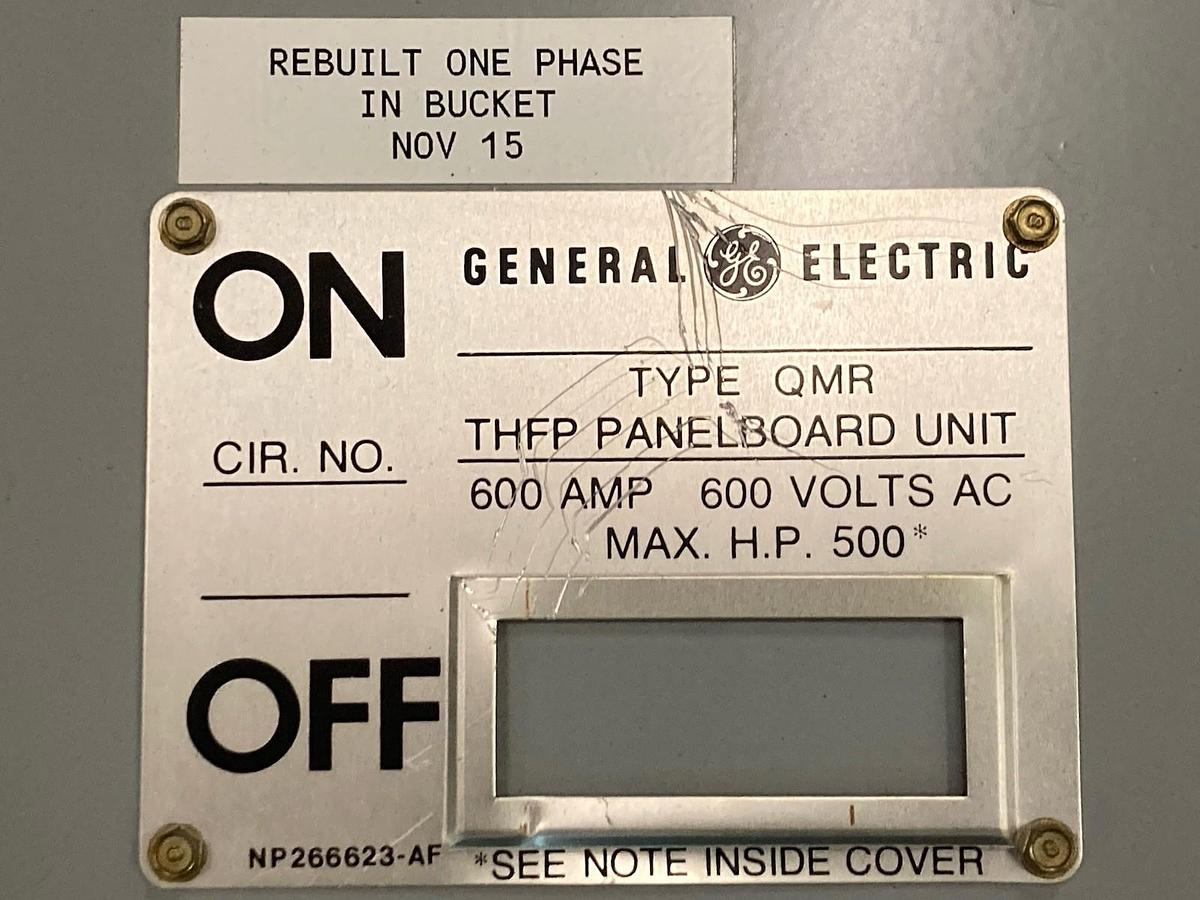 REBUILT ONE PHASE
IN BUCKET
NOV 15
ON
GENERAL GE ELECTRIC
TYPE QMR
THFP PANELBOARD UNIT
CIR. NO.
600 AMP 600 VOLTS AC
MAX. H.P. 500*
OFF
NP266623-AF *SEE NOTE INSIDE COVER